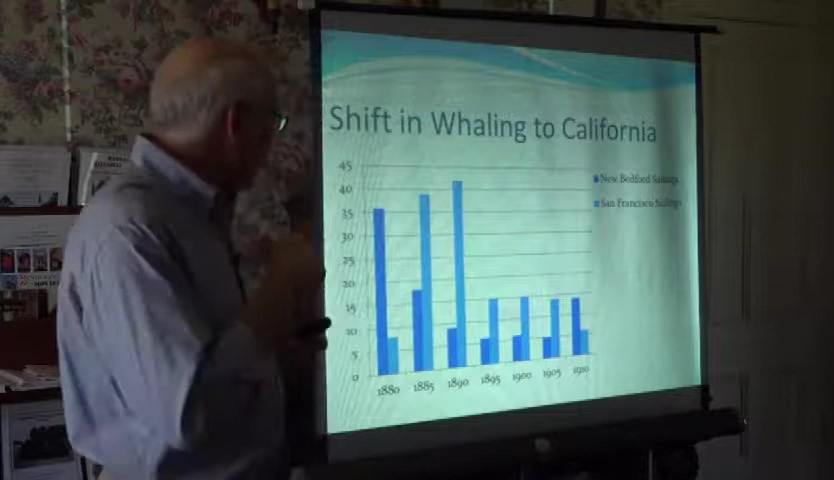 Shift in Whaling to California
45
40
35
30
25
20
15
10
5
0
1880 1885 1890 1895 1900 1905 1910
New Bedford Sailings
San Francisco Sailings